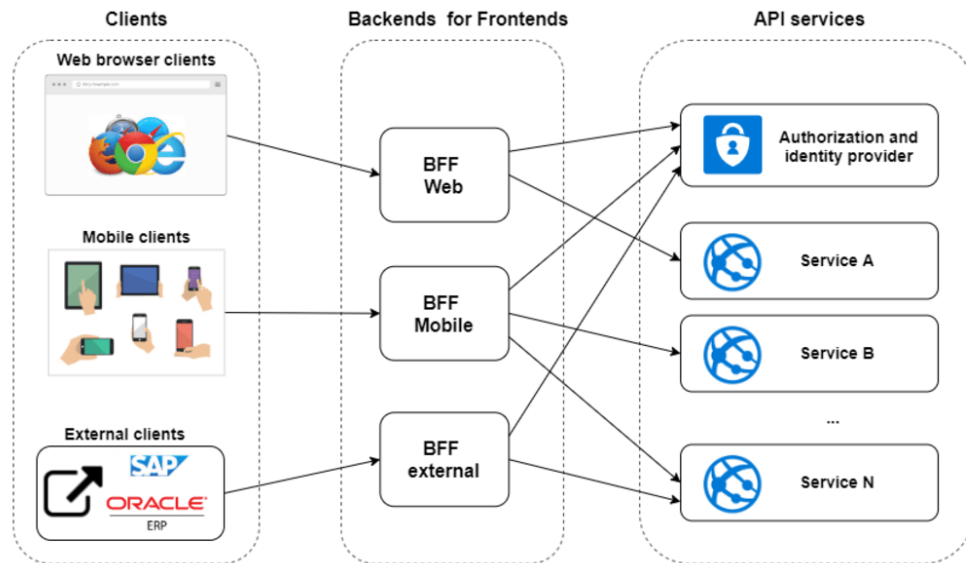 Clients
Backends for Frontends
API services
Web browser clients
Mobile clients
External clients
SAP
ORACLE
ERP
BFF
Web
BFF
Mobile
BFF
external
Authorization and
identity provider
Service A
Service B
...
Service N